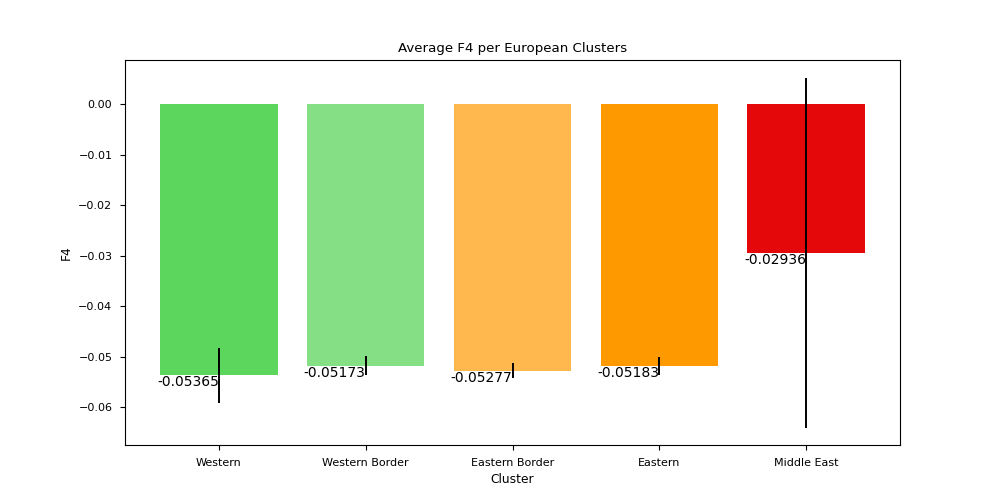 Average F4 per European Clusters
0.00
−0.01
−0.02
−0.03
−0.04
−0.05
−0.06
F4
-0.05365
-0.05173
-0.05277
-0.05183
-0.02936
Western
Western Border
Eastern Border
Eastern
Middle East
Cluster